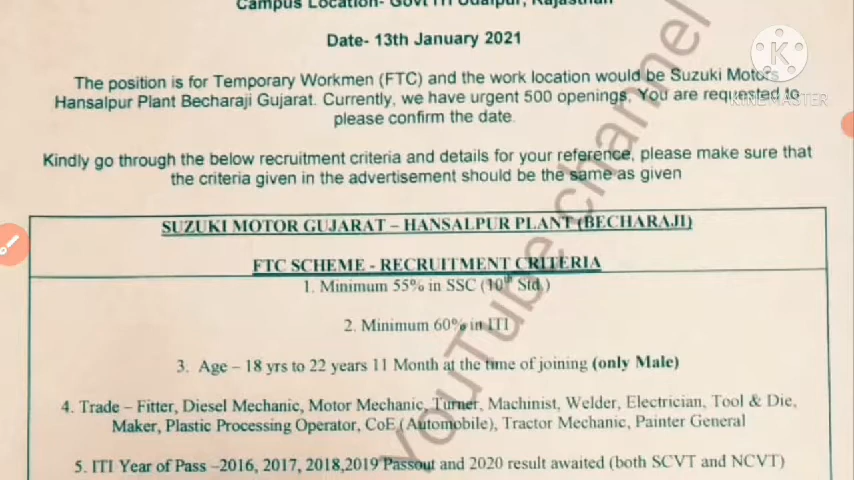 Campus Location- Govt ITI Udaipur, Rajasthan
Date- 13th January 2021
The position is for Temporary Workmen (FTC) and the work location would be Suzuki Motors
Hansalpur Plant Becharaji Gujarat. Currently, we have urgent 500 openings. You are requested to
please confirm the date.
KINEMASTER
Kindly go through the below recruitment criteria and details for your reference, please make sure that
the criteria given in the advertisement should be the same as given
SUZUKI MOTOR GUJARAT – HANSALPUR PLANT (BECHARAJI)
FTC SCHEME - RECRUITMENT CRITERIA
1. Minimum 55% in SSC (10th Std.)
2. Minimum 60% in ITI
3. Age – 18 yrs to 22 years 11 Month at the time of joining (only Male)
4. Trade – Fitter, Diesel Mechanic, Motor Mechanic, Turner, Machinist, Welder, Electrician, Tool & Die,
Maker, Plastic Processing Operator, CoE (Automobile), Tractor Mechanic, Painter General
5. ITI Year of Pass –2016, 2017, 2018,2019 Passout and 2020 result awaited (both SCVT and NCVT)
YouTube channel